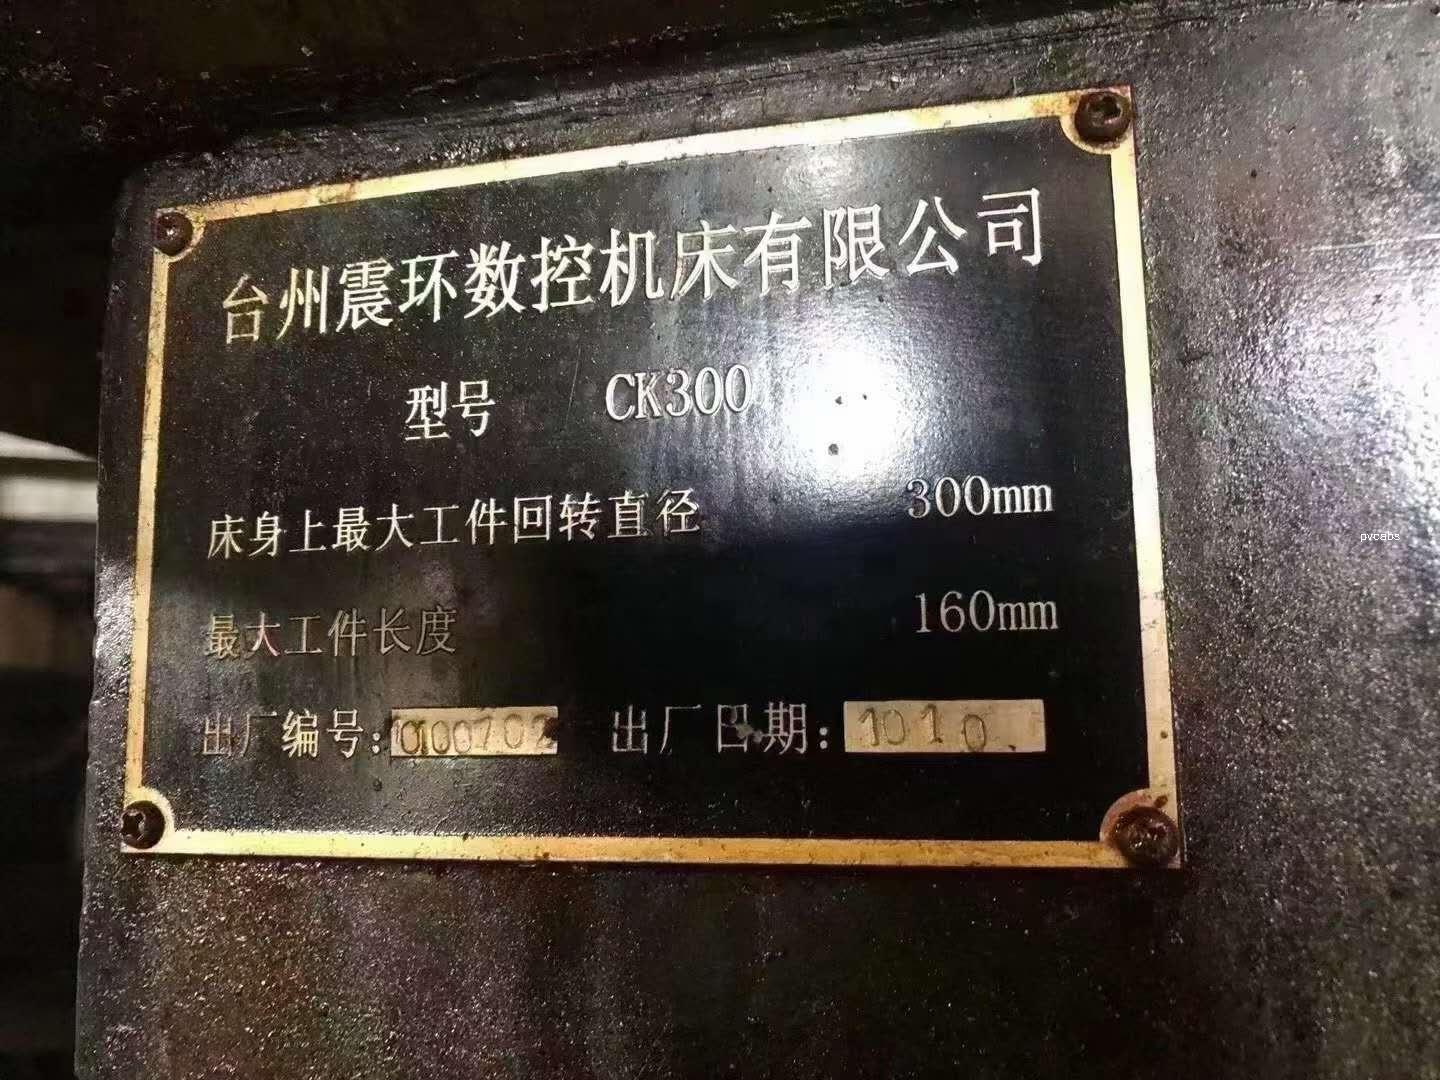 台州震环数控机床有限公司
型号 CK300
床身上最大工件回转直径 300mm
最大工件长度 160mm
出厂编号: 出厂日期: 1010
pvcabs